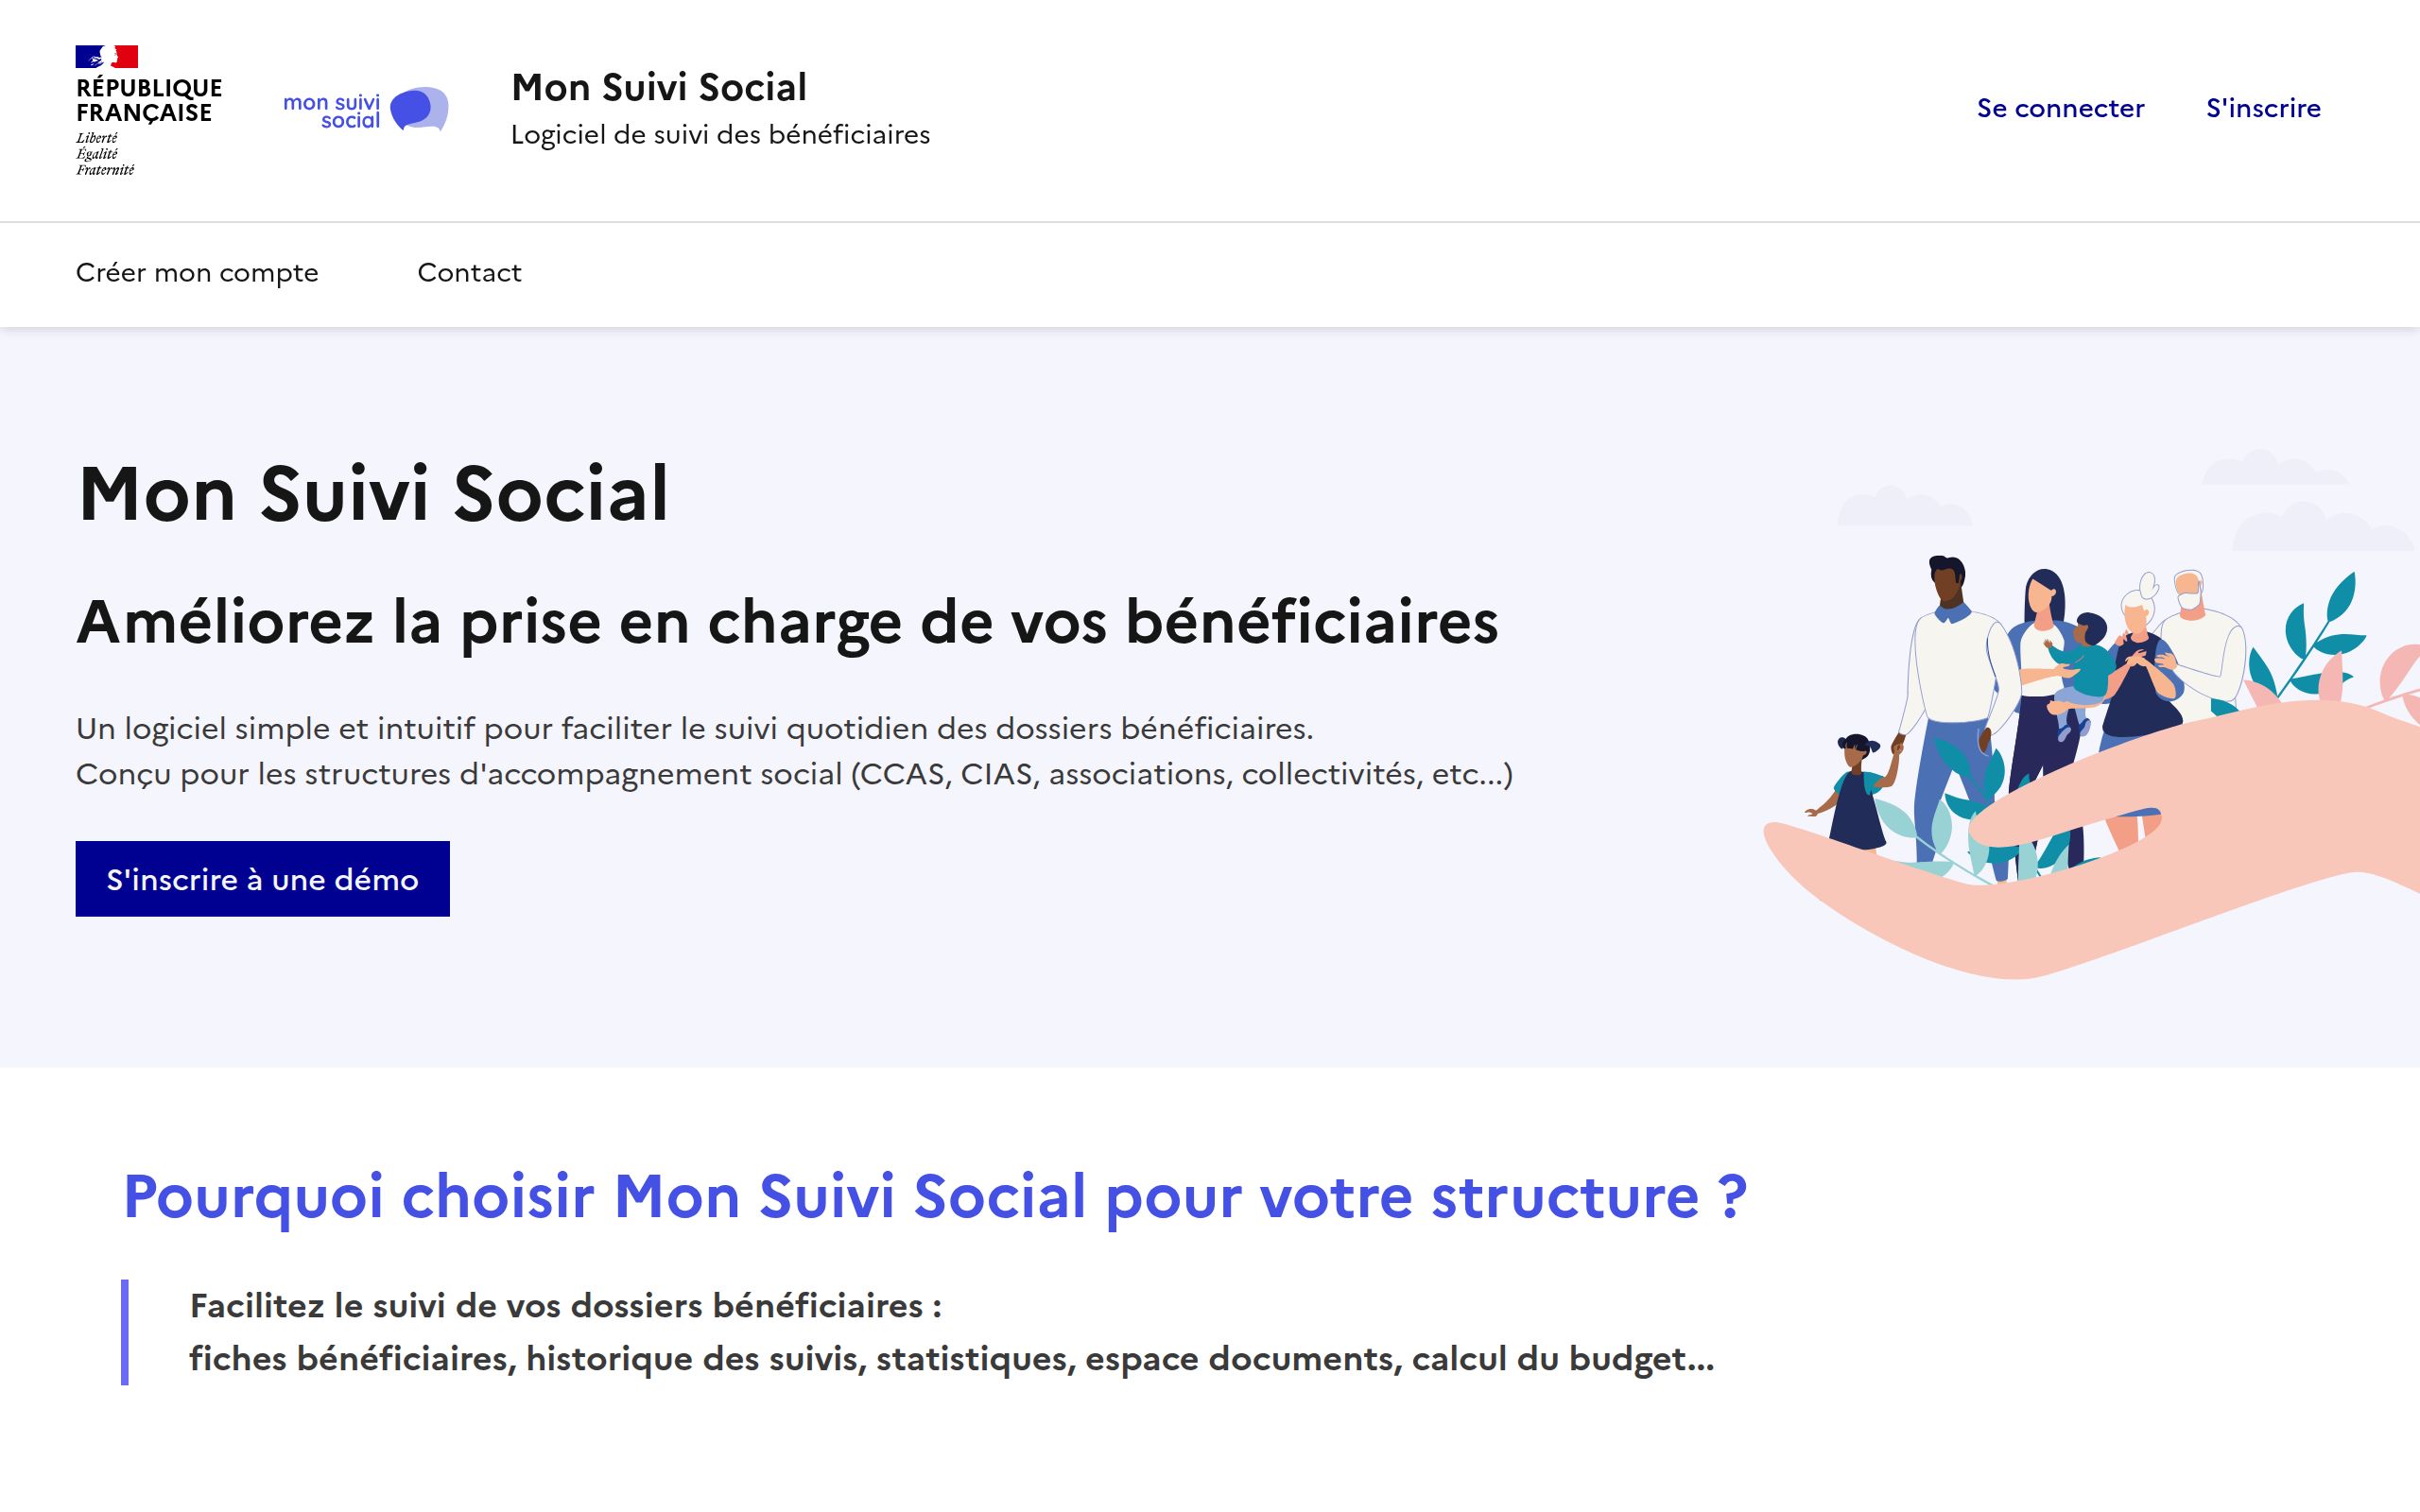 RÉPUBLIQUE
FRANÇAISE
Liberté
Égalité
Fraternité
mon suivi
social
Mon Suivi Social
Logiciel de suivi des bénéficiaires
Se connecter
S'inscrire
Créer mon compte
Contact
Mon Suivi Social
Améliorez la prise en charge de vos bénéficiaires
Un logiciel simple et intuitif pour faciliter le suivi quotidien des dossiers bénéficiaires.
Conçu pour les structures d'accompagnement social (CCAS, CIAS, associations, collectivités, etc...)
S'inscrire à une démo
Pourquoi choisir Mon Suivi Social pour votre structure ?
Facilitez le suivi de vos dossiers bénéficiaires :
fiches bénéficiaires, historique des suivis, statistiques, espace documents, calcul du budget...